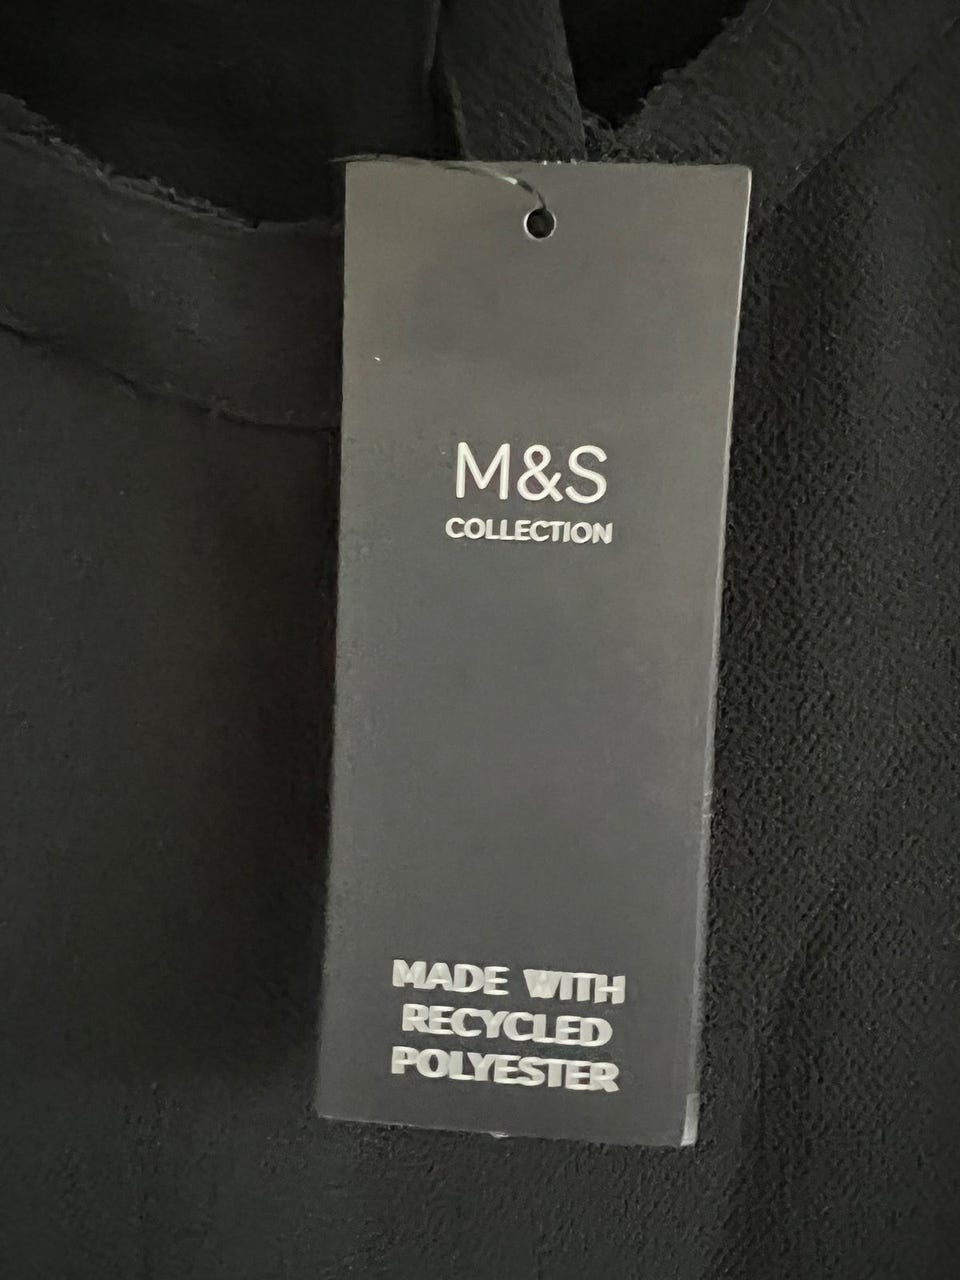 M&S
COLLECTION
MADE WITH
RECYCLED
POLYESTER